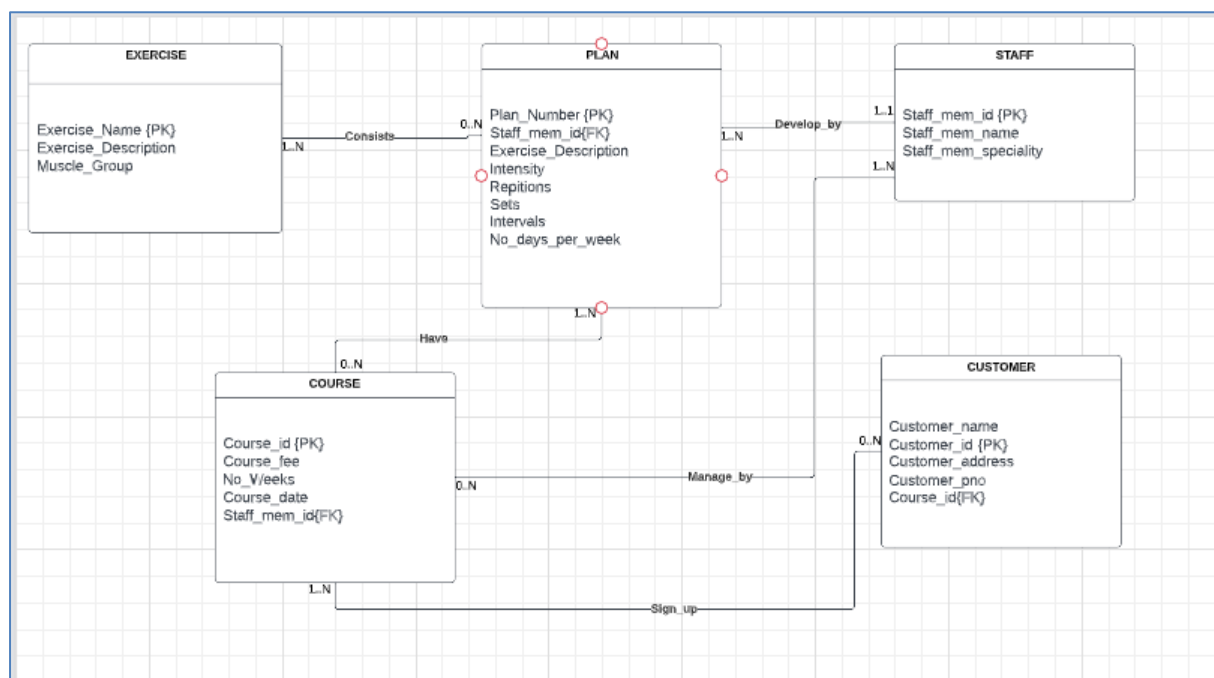 EXERCISE
Exercise_Name {PK}
Exercise_Description
Muscle_Group
1..N
Consists
0..N
PLAN
Plan_Number {PK}
Staff_mem_id{FK}
Exercise_Description
Intensity
Repitions
Sets
Intervals
No_days_per_week
1..N
Develop_by
1..1
STAFF
Staff_mem_id {PK}
Staff_mem_name
Staff_mem_speciality
1..N
1..N
Have
0..N
COURSE
Course_id {PK}
Course_fee
No_Weeks
Course_date
Staff_mem_id{FK}
0..N
Manage_by
CUSTOMER
Customer_name
Customer_id {PK}
Customer_address
Customer_pno
Course_id{FK}
0..N
1..N
Sign_up